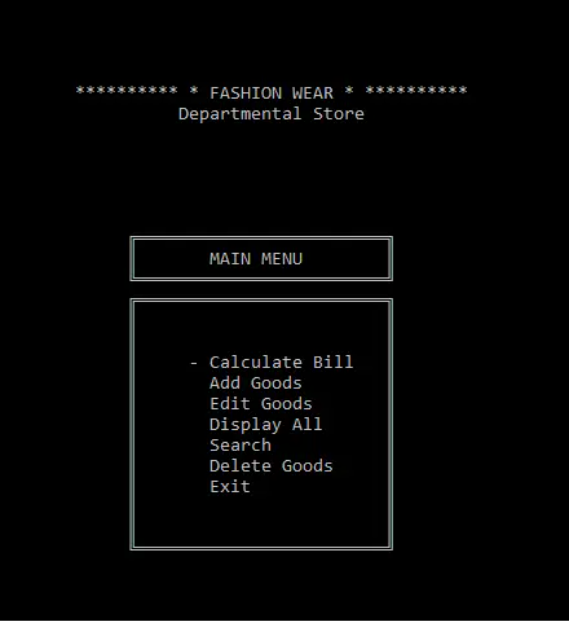 ********** * FASHION WEAR * **********
Departmental Store
MAIN MENU
- Calculate Bill
Add Goods
Edit Goods
Display All
Search
Delete Goods
Exit